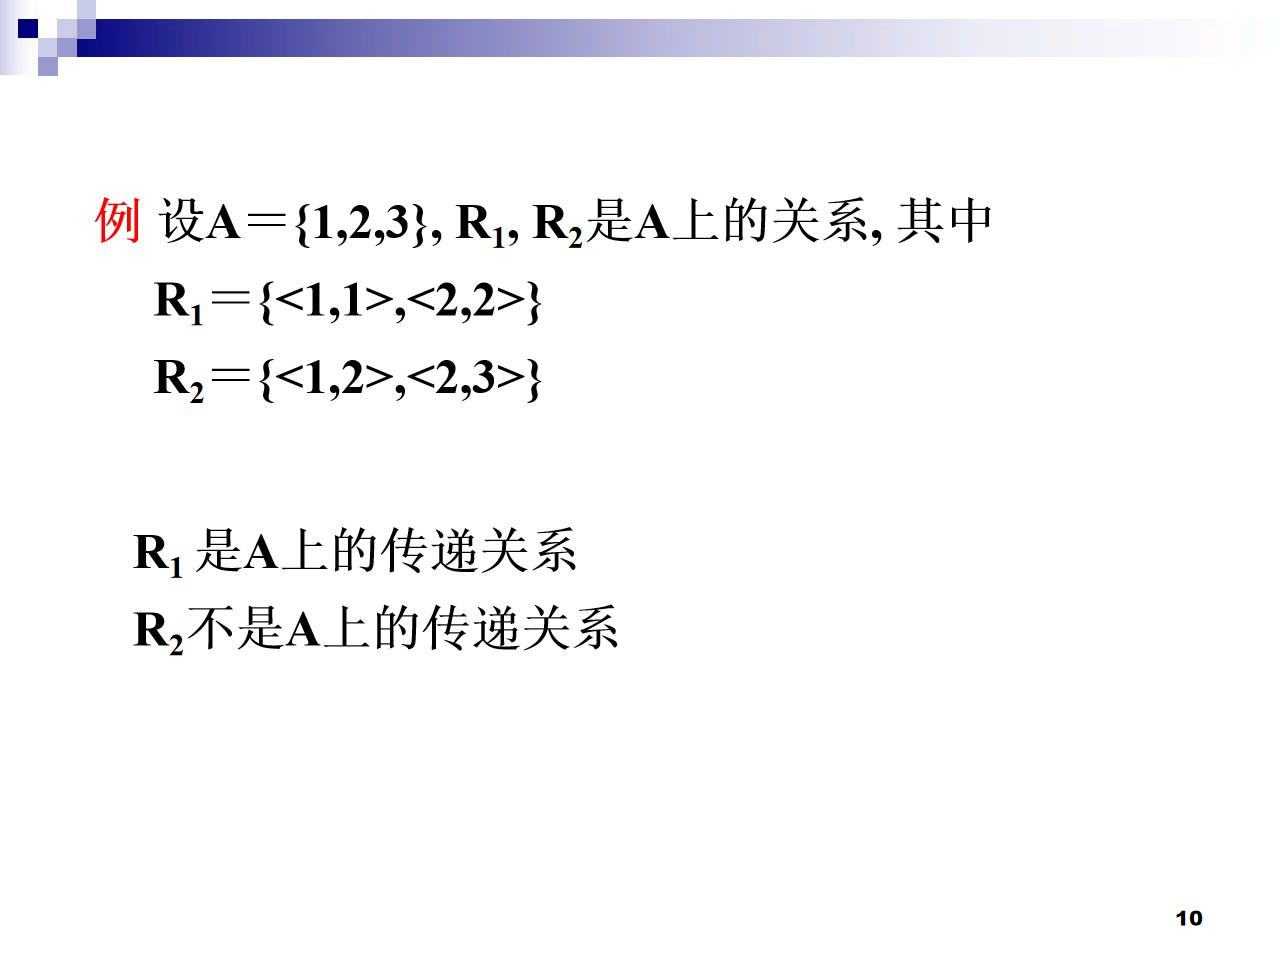 例 设A＝{1,2,3}, R₁, R₂是A上的关系, 其中
R₁＝{<1,1>,<2,2>}
R₂＝{<1,2>,<2,3>}
R₁ 是A上的传递关系
R₂不是A上的传递关系
10